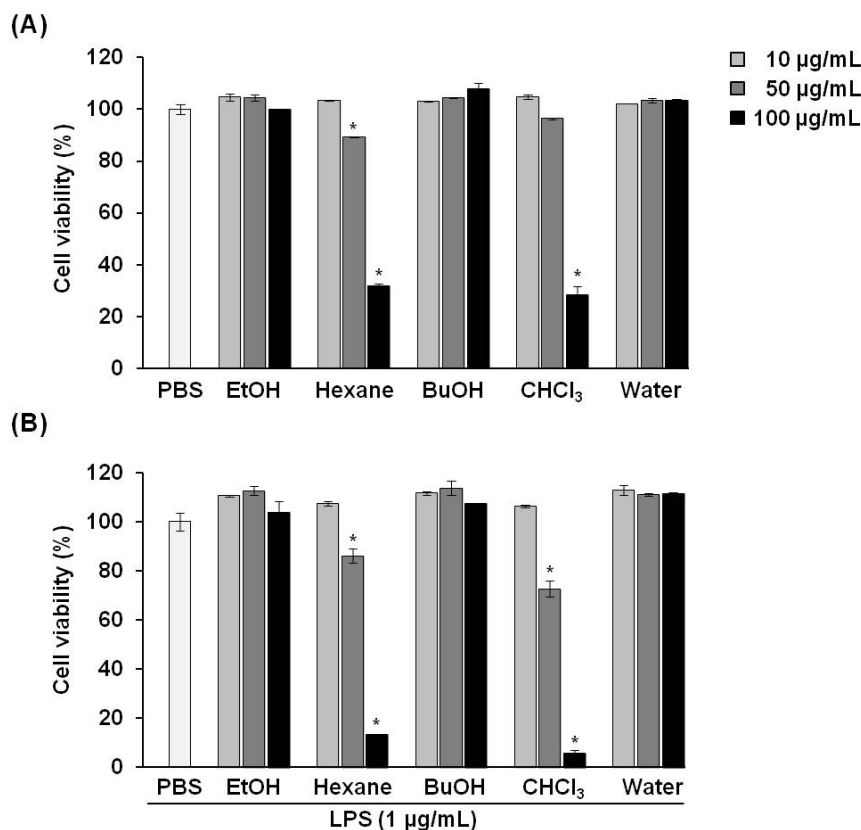 (A)
120
100
80
60
40
20
0
Cell viability (%)
*
*
*
PBS EtOH Hexane BuOH CHCl₃ Water
10 µg/mL
50 µg/mL
100 µg/mL
(B)
120
100
80
60
40
20
0
Cell viability (%)
*
*
*
*
PBS EtOH Hexane BuOH CHCl₃ Water
LPS (1 µg/mL)